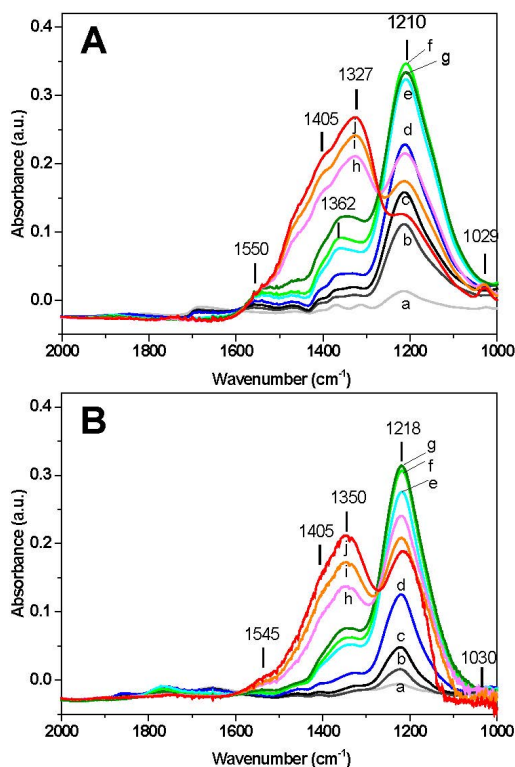 A
1210
f
g
e
1327
1405
j
i
h
d
1362
c
b
1550
1029
a
Absorbance (a.u.)
0.4
0.3
0.2
0.1
0.0
2000 1800 1600 1400 1200 1000
Wavenumber (cm-1)
B
1218
g
f
e
1350
1405
j
i
h
d
c
b
1545
1030
a
Absorbance (a.u.)
0.4
0.3
0.2
0.1
0.0
2000 1800 1600 1400 1200 1000
Wavenumber (cm-1)